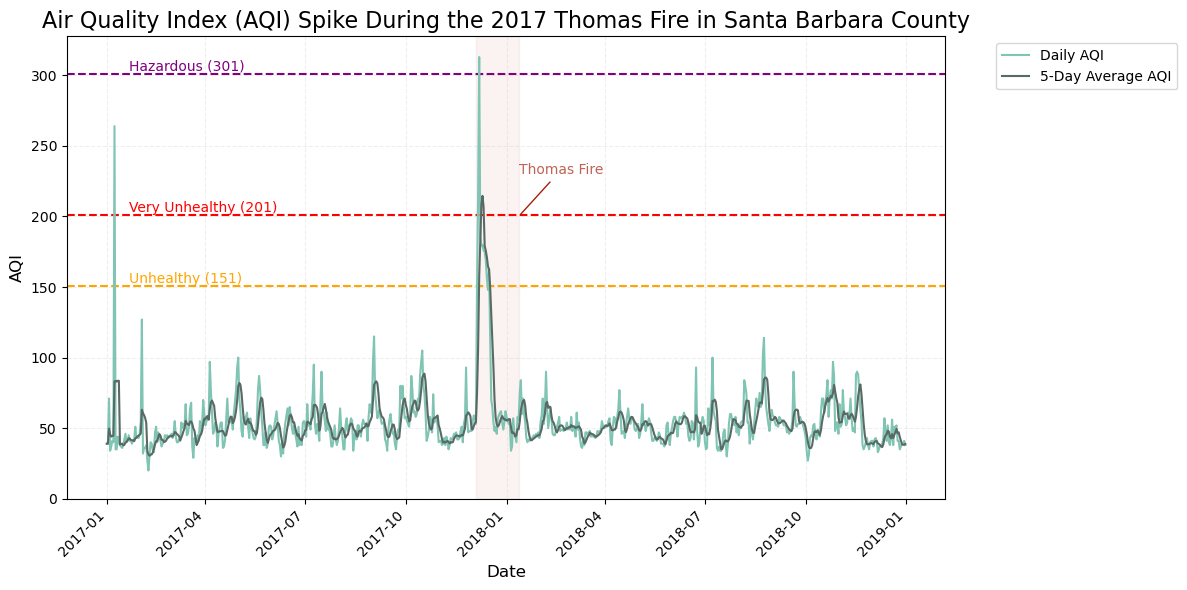 Air Quality Index (AQI) Spike During the 2017 Thomas Fire in Santa Barbara County
Daily AQI
5-Day Average AQI
Hazardous (301)
Thomas Fire
Very Unhealthy (201)
Unhealthy (151)
AQI
300
250
200
150
100
50
0
2017-01
2017-04
2017-07
2017-10
2018-01
2018-04
2018-07
2018-10
2019-01
Date